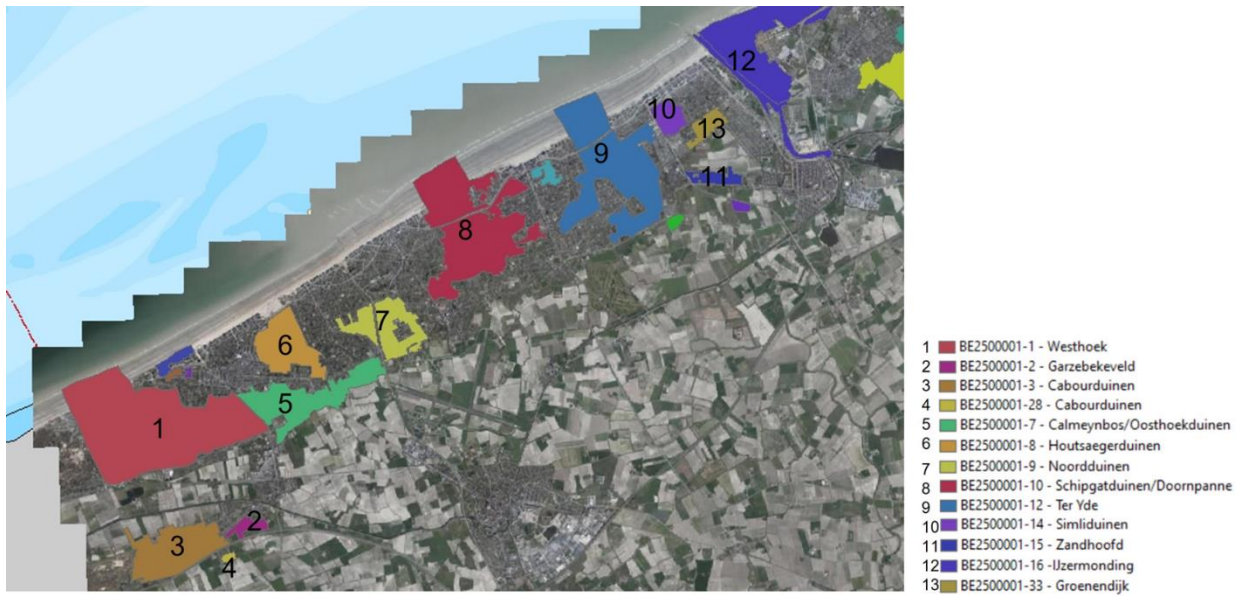 12
10
13
9
11
8
7
6
5
1
2
3
4
1 BE2500001-1 - Westhoek
2 BE2500001-2 - Garzebekeveld
3 BE2500001-3 - Cabourduinen
4 BE2500001-28 - Cabourduinen
5 BE2500001-7 - Calmeynbos/Oosthoekduinen
6 BE2500001-8 - Houtsaegerduinen
7 BE2500001-9 - Noordduinen
8 BE2500001-10 - Schipgatduinen/Doornpanne
9 BE2500001-12 - Ter Yde
10 BE2500001-14 - Simliduinen
11 BE2500001-15 - Zandhoofd
12 BE2500001-16 -IJzermonding
13 BE2500001-33 - Groenendijk